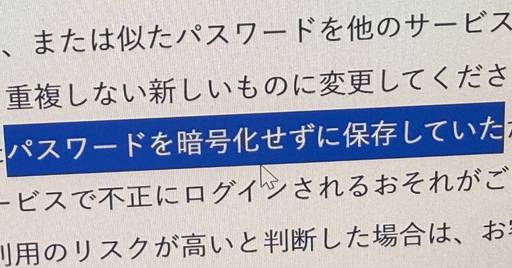 、または似たパスワードを他のサービス
重複しない新しいものに変更してくださ
パスワードを暗号化せずに保存していた
ービスで不正にログインされるおそれがご
利用のリスクが高いと判断した場合は、お